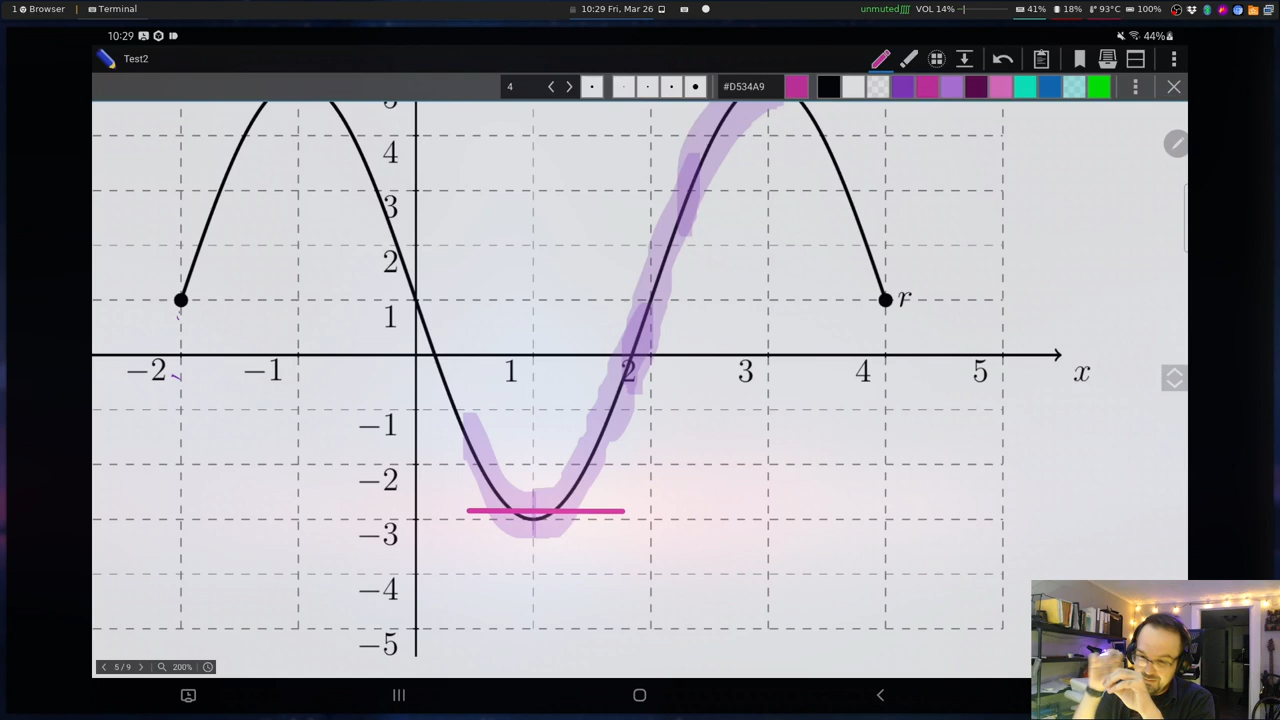 1 Browser Terminal 10:29 Fri, Mar 26 unmuted VOL 14% 41% 18% 93°C 100%
10:29 44%
Test2
4 #D534A9
4
3
2
1
−2 −1 1 2 3 4 5 x
r
−1
−2
−3
−4
−5
5 / 9 200%